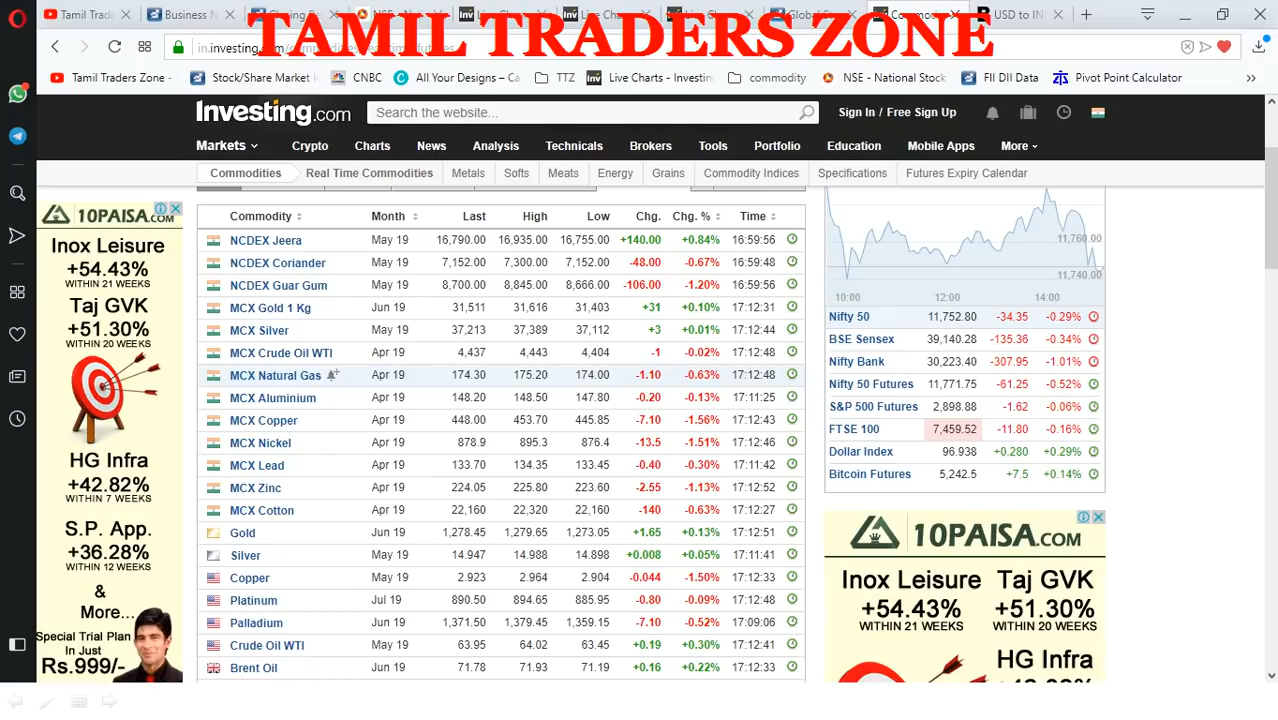 Tamil Trade
Business N
NSE - Na
Live Cha
Live Cha
Global St
USD to IN
TAMIL TRADERS ZONE
in.investing.com/
Tamil Traders Zone -
Stock/Share Market
CNBC
All Your Designs – Ca
TTZ
Live Charts - Investin
commodity
NSE - National Stock
FII DII Data
Pivot Point Calculator
»
Investing.com
Search the website...
Sign In / Free Sign Up
Markets Crypto Charts News Analysis Technicals Brokers Tools Portfolio Education Mobile Apps More
Commodities Real Time Commodities Metals Softs Meats Energy Grains Commodity Indices Specifications Futures Expiry Calendar
Commodity Month Last High Low Chg. Chg. % Time
NCDEX Jeera May 19 16,790.00 16,935.00 16,755.00 +140.00 +0.84% 16:59:56
NCDEX Coriander May 19 7,152.00 7,300.00 7,152.00 -48.00 -0.67% 16:59:48
NCDEX Guar Gum May 19 8,700.00 8,845.00 8,666.00 -106.00 -1.20% 16:59:56
MCX Gold 1 Kg Jun 19 31,511 31,616 31,403 +31 +0.10% 17:12:31
MCX Silver Apr 19 37,213 37,389 37,112 +3 +0.01% 17:12:44
MCX Crude Oil WTI Apr 19 4,437 4,443 4,404 -1 -0.02% 17:12:48
MCX Natural Gas Apr 19 174.30 175.20 174.00 -1.10 -0.63% 17:12:48
MCX Aluminium Apr 19 148.20 148.50 147.80 -0.20 -0.13% 17:11:25
MCX Copper Apr 19 448.00 453.70 445.85 -7.10 -1.56% 17:12:43
MCX Nickel Apr 19 878.9 895.3 876.4 -13.5 -1.51% 17:12:46
MCX Lead Apr 19 133.70 134.35 133.45 -0.40 -0.30% 17:11:42
MCX Zinc Apr 19 224.05 225.80 223.60 -2.55 -1.13% 17:12:52
MCX Cotton Apr 19 22,160 22,320 22,160 -140 -0.63% 17:12:27
Gold Jun 19 1,278.45 1,279.65 1,273.05 +1.65 +0.13% 17:12:51
Silver May 19 14.947 14.988 14.898 +0.008 +0.05% 17:11:41
Copper May 19 2.923 2.964 2.904 -0.044 -1.50% 17:12:33
Platinum Jul 19 890.50 894.65 885.95 -0.80 -0.09% 17:12:48
Palladium Jun 19 1,371.50 1,379.45 1,359.15 -7.10 -0.52% 17:09:06
Crude Oil WTI May 19 63.95 64.02 63.45 +0.19 +0.30% 17:12:41
Brent Oil Jun 19 71.78 71.93 71.19 +0.16 +0.22% 17:12:33
11,760.00
11,740.00
10:00 12:00 14:00
Nifty 50 11,752.80 -34.35 -0.29%
BSE Sensex 39,140.28 -135.36 -0.34%
Nifty Bank 30,223.40 -307.95 -1.01%
Nifty 50 Futures 11,771.75 -61.25 -0.52%
S&P 500 Futures 2,898.88 -1.62 -0.06%
FTSE 100 7,459.52 -11.80 -0.16%
Dollar Index 96.938 +0.280 +0.29%
Bitcoin Futures 5,242.5 +7.5 +0.14%
10PAISA.COM
Inox Leisure
+54.43%
WITHIN 21 WEEKS
Taj GVK
+51.30%
WITHIN 20 WEEKS
HG Infra
+42.82%
WITHIN 7 WEEKS
S.P. App.
+36.28%
WITHIN 12 WEEKS
&
More...
Special Trial Plan
In Just
Rs.999/-
10PAISA.COM
Inox Leisure Taj GVK
+54.43% +51.30%
WITHIN 21 WEEKS WITHIN 20 WEEKS
HG Infra